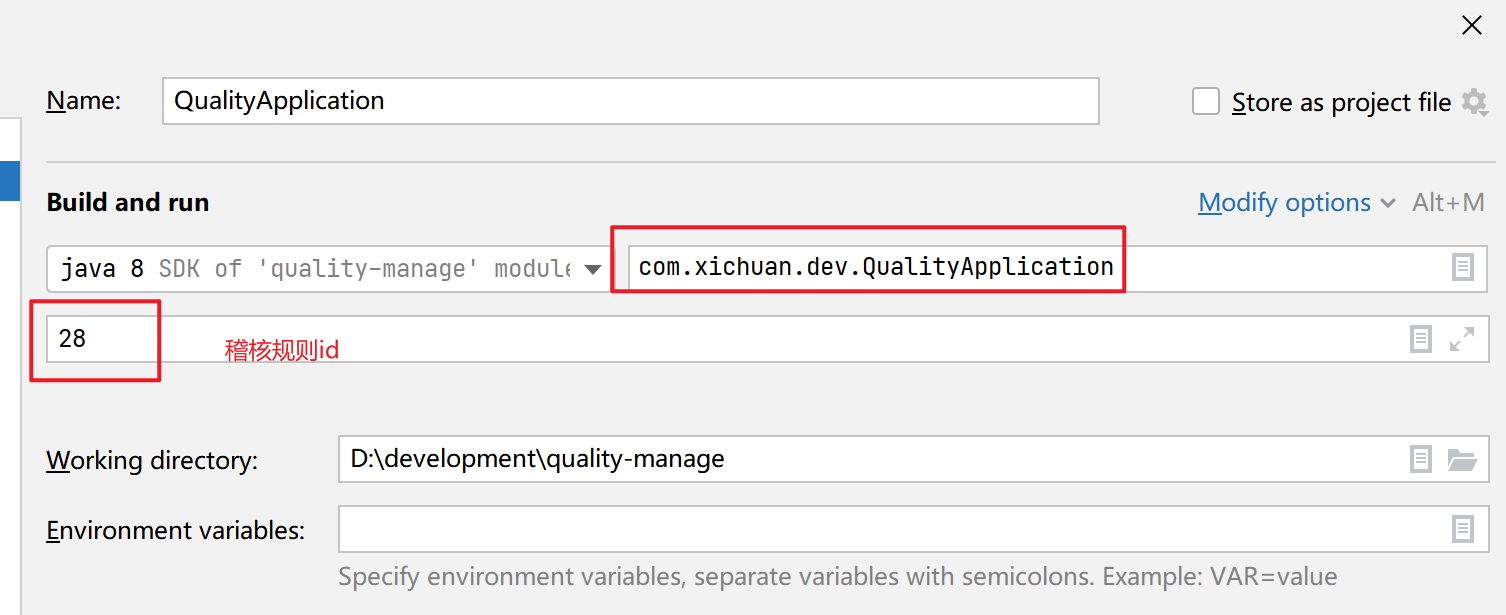 Name: QualityApplication Store as project file
Build and run Modify options Alt+M
java 8 SDK of 'quality-manage' module com.xichuan.dev.QualityApplication
28 稽核规则id
Working directory: D:\development\quality-manage
Environment variables:
Specify environment variables, separate variables with semicolons. Example: VAR=value